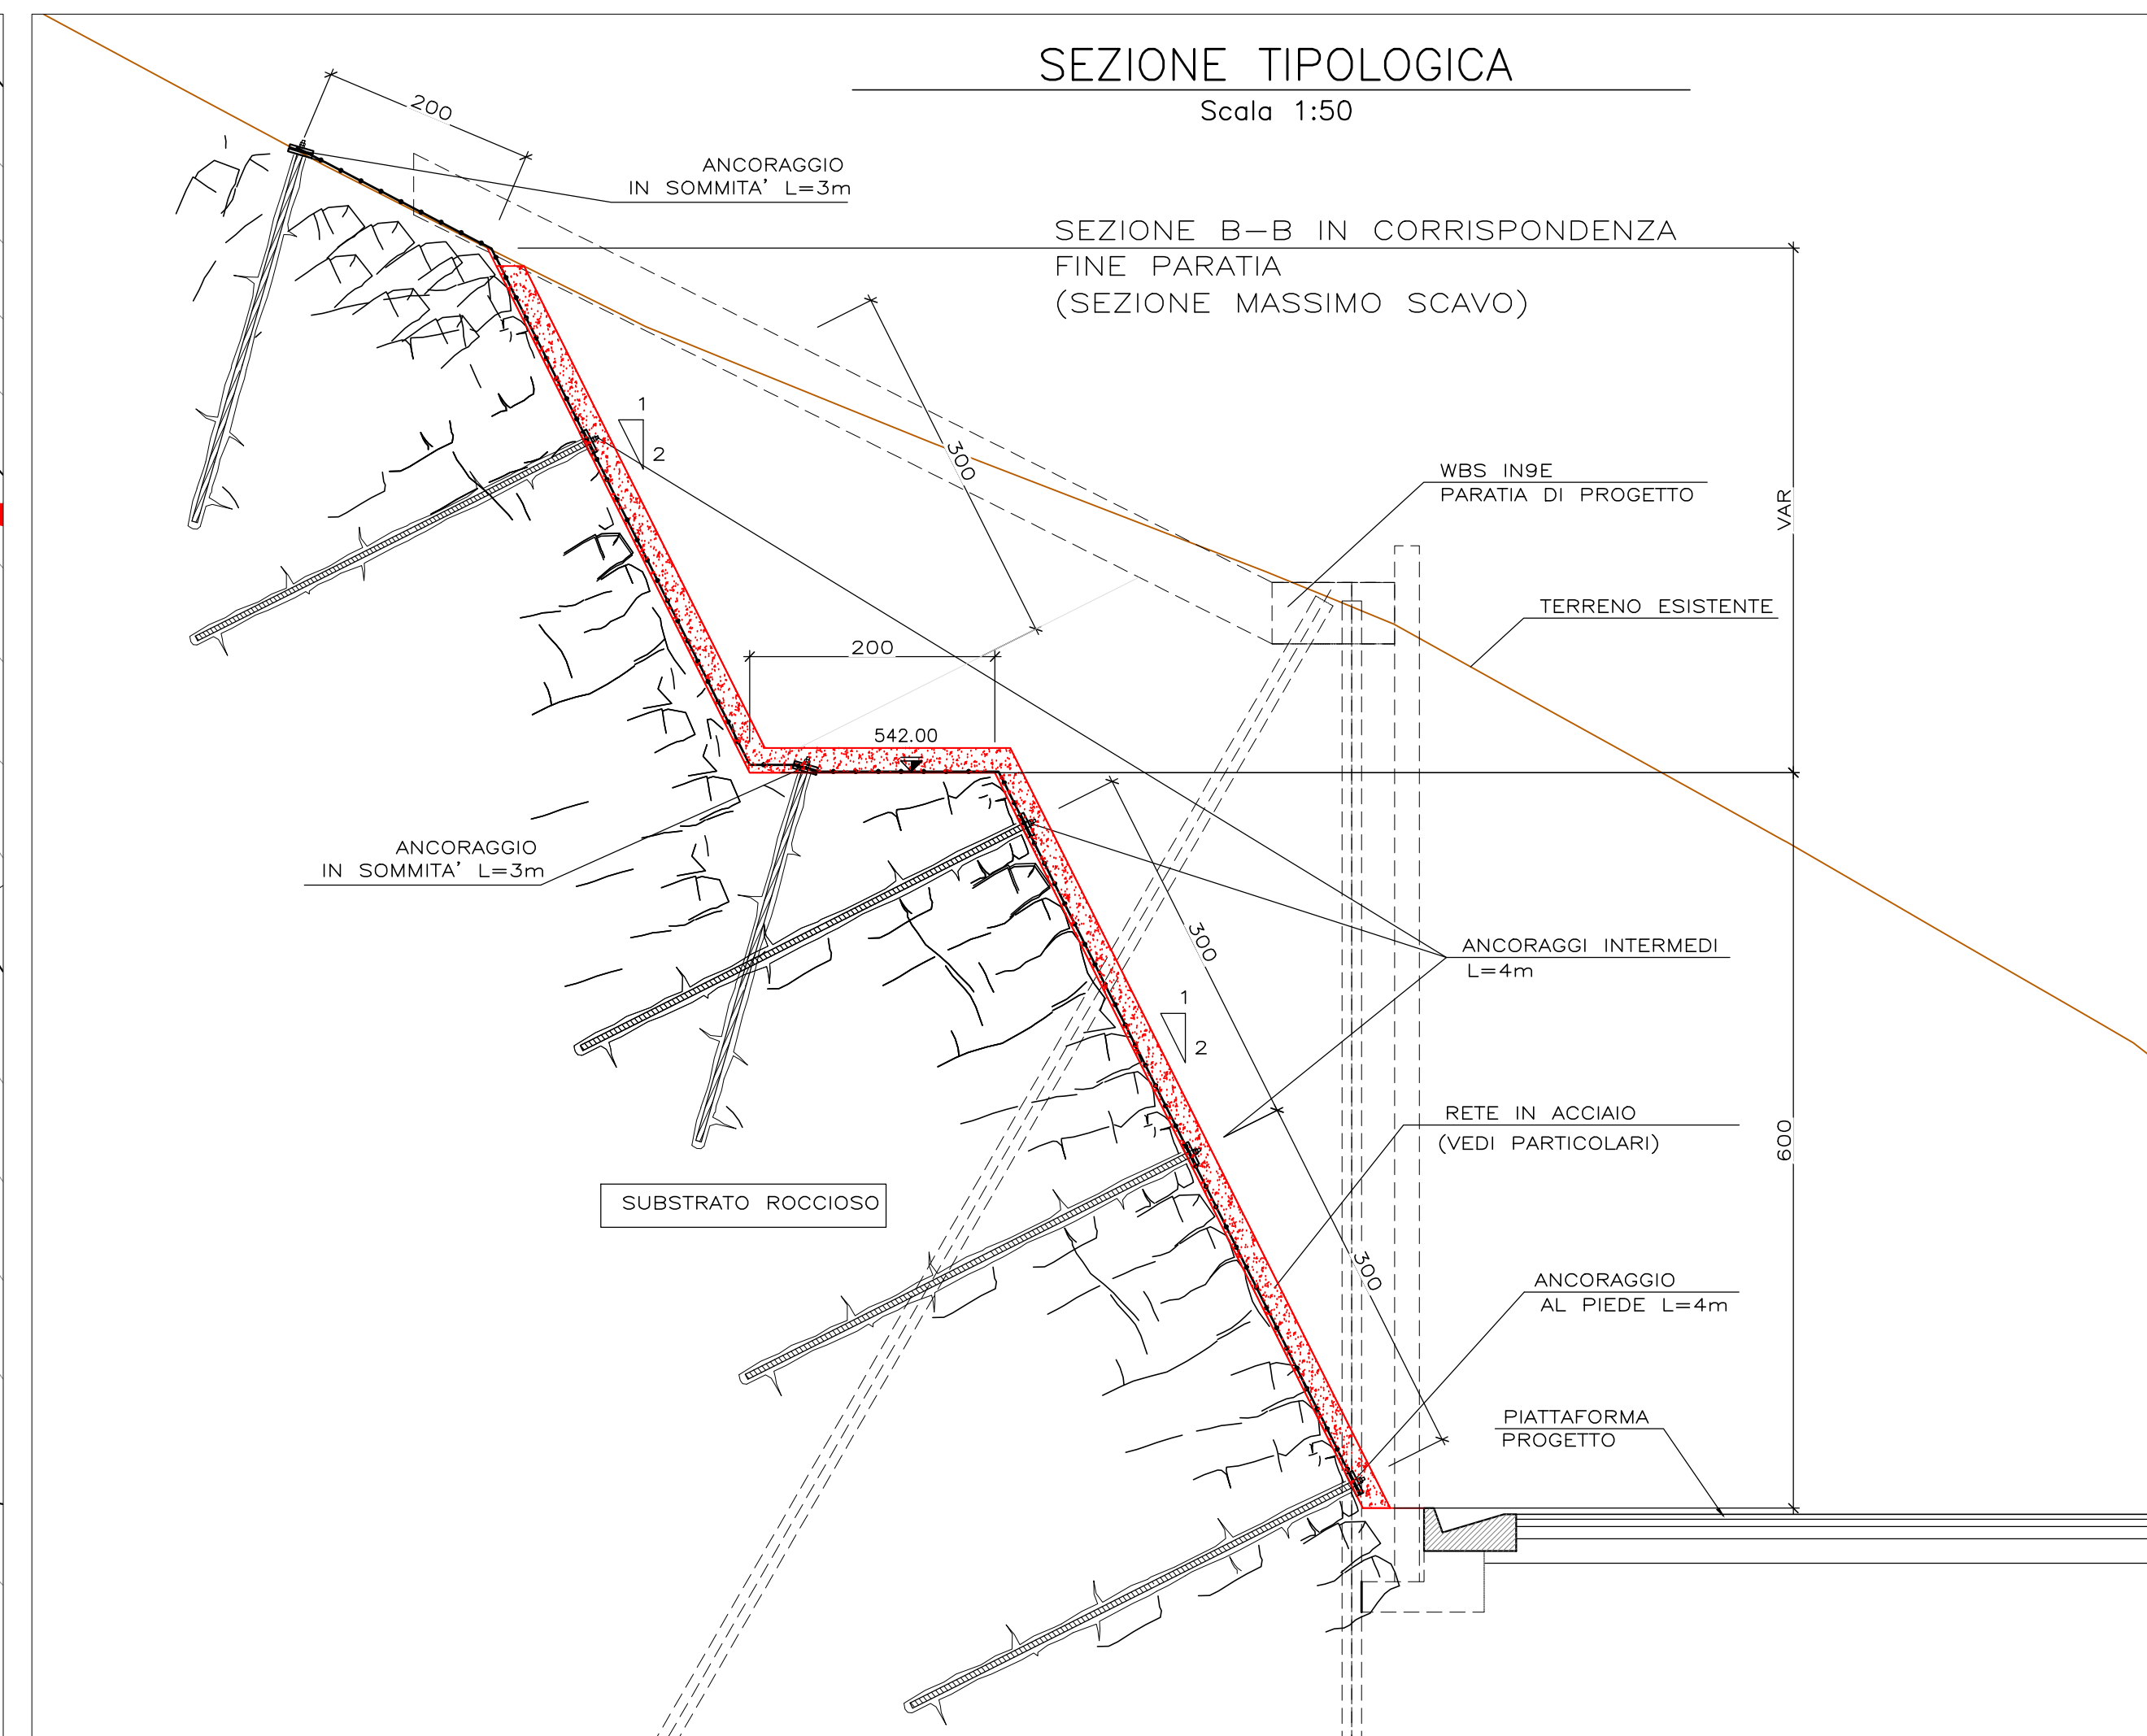 SEZIONE TIPOLOGICA
Scala 1:50
200
ANCORAGGIO
IN SOMMITA' L=3m
SEZIONE B-B IN CORRISPONDENZA
FINE PARATIA
(SEZIONE MASSIMO SCAVO)
1
2
300
WBS IN9E
PARATIA DI PROGETTO
VAR
TERRENO ESISTENTE
200
542.00
ANCORAGGIO
IN SOMMITA' L=3m
300
ANCORAGGI INTERMEDI
L=4m
1
2
RETE IN ACCIAIO
(VEDI PARTICOLARI)
600
SUBSTRATO ROCCIOSO
300
ANCORAGGIO
AL PIEDE L=4m
PIATTAFORMA
PROGETTO